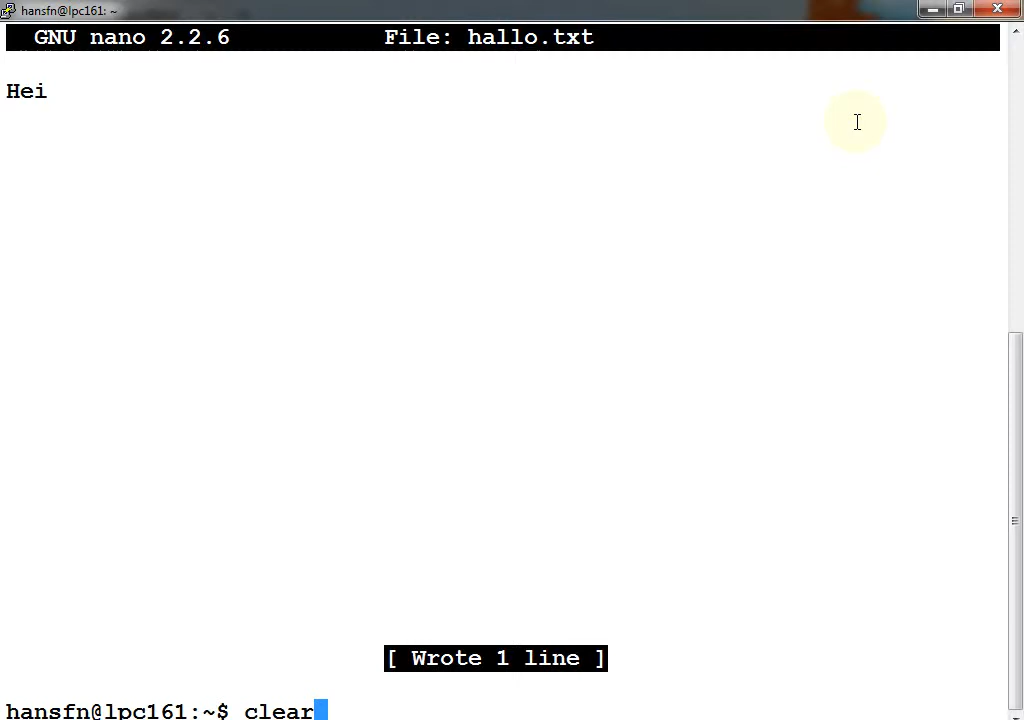 hansfn@lpc161: ~
GNU nano 2.2.6 File: hallo.txt
Hei
[ Wrote 1 line ]
hansfn@lpc161:~$ clear